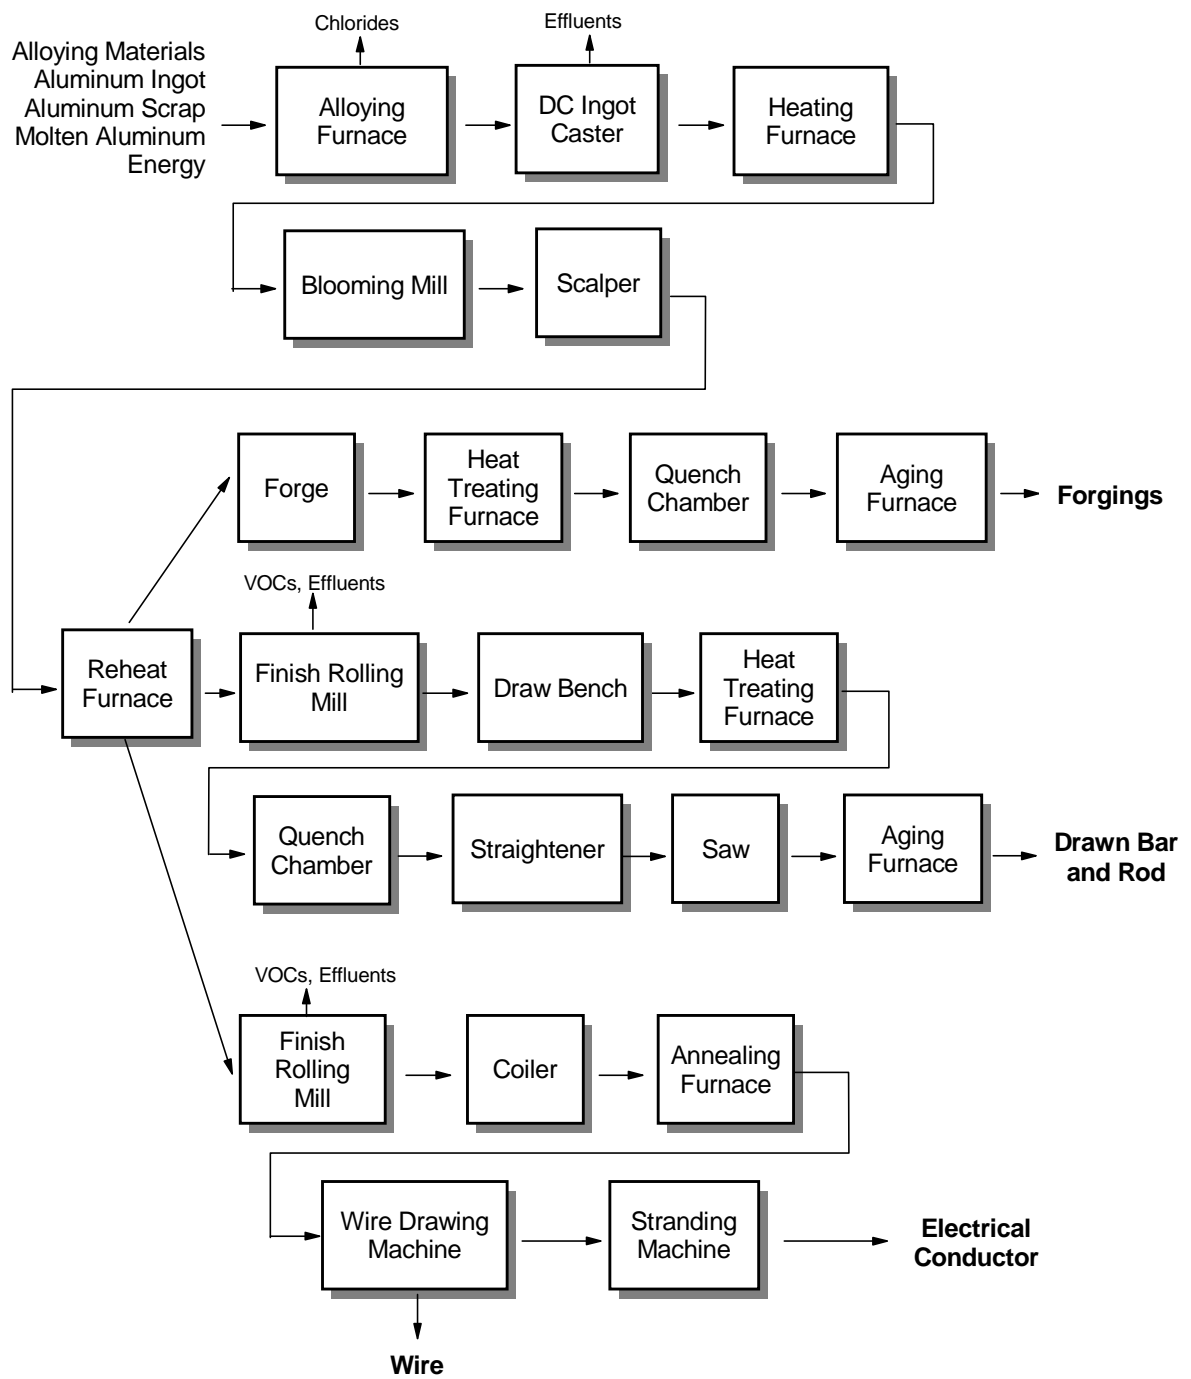 Chlorides
Effluents
Alloying Materials
Aluminum Ingot
Aluminum Scrap
Molten Aluminum
Energy
Alloying
Furnace
DC Ingot
Caster
Heating
Furnace
Blooming Mill
Scalper
Forge
Heat
Treating
Furnace
Quench
Chamber
Aging
Furnace
Forgings
VOCs, Effluents
Reheat
Furnace
Finish Rolling
Mill
Draw Bench
Heat
Treating
Furnace
Quench
Chamber
Straightener
Saw
Aging
Furnace
Drawn Bar
and Rod
VOCs, Effluents
Finish
Rolling
Mill
Coiler
Annealing
Furnace
Wire Drawing
Machine
Stranding
Machine
Electrical
Conductor
Wire